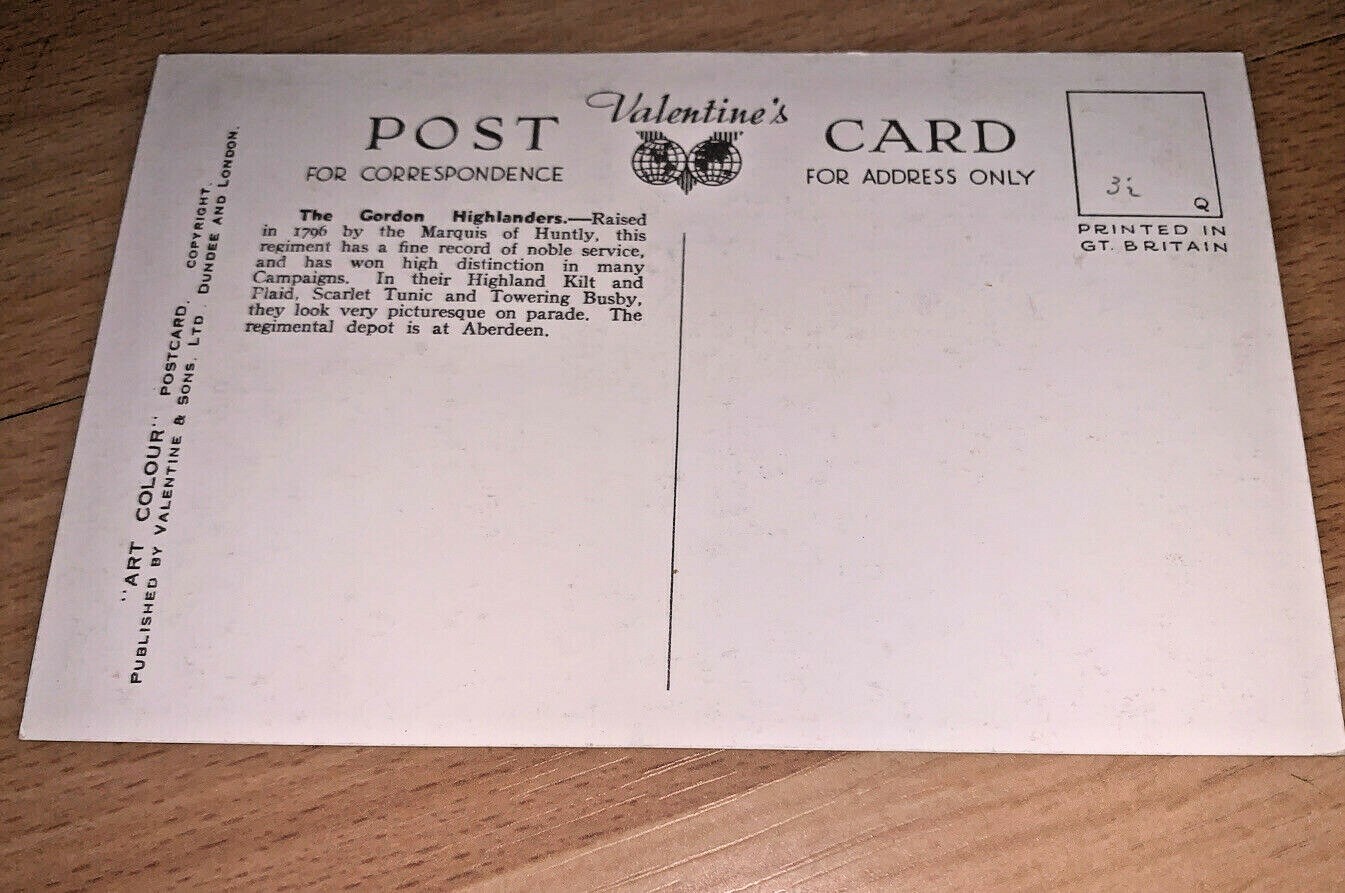 POST Valentine's CARD
FOR CORRESPONDENCE
FOR ADDRESS ONLY
The Gordon Highlanders.—Raised
in 1796 by the Marquis of Huntly, this
regiment has a fine record of noble service,
and has won high distinction in many
Campaigns. In their Highland Kilt and
Plaid, Scarlet Tunic and Towering Busby,
they look very picturesque on parade. The
regimental depot is at Aberdeen.
"ART COLOUR" POSTCARD. COPYRIGHT.
PUBLISHED BY VALENTINE & SONS. LTD. DUNDEE AND LONDON.
Q
PRINTED IN
GT. BRITAIN